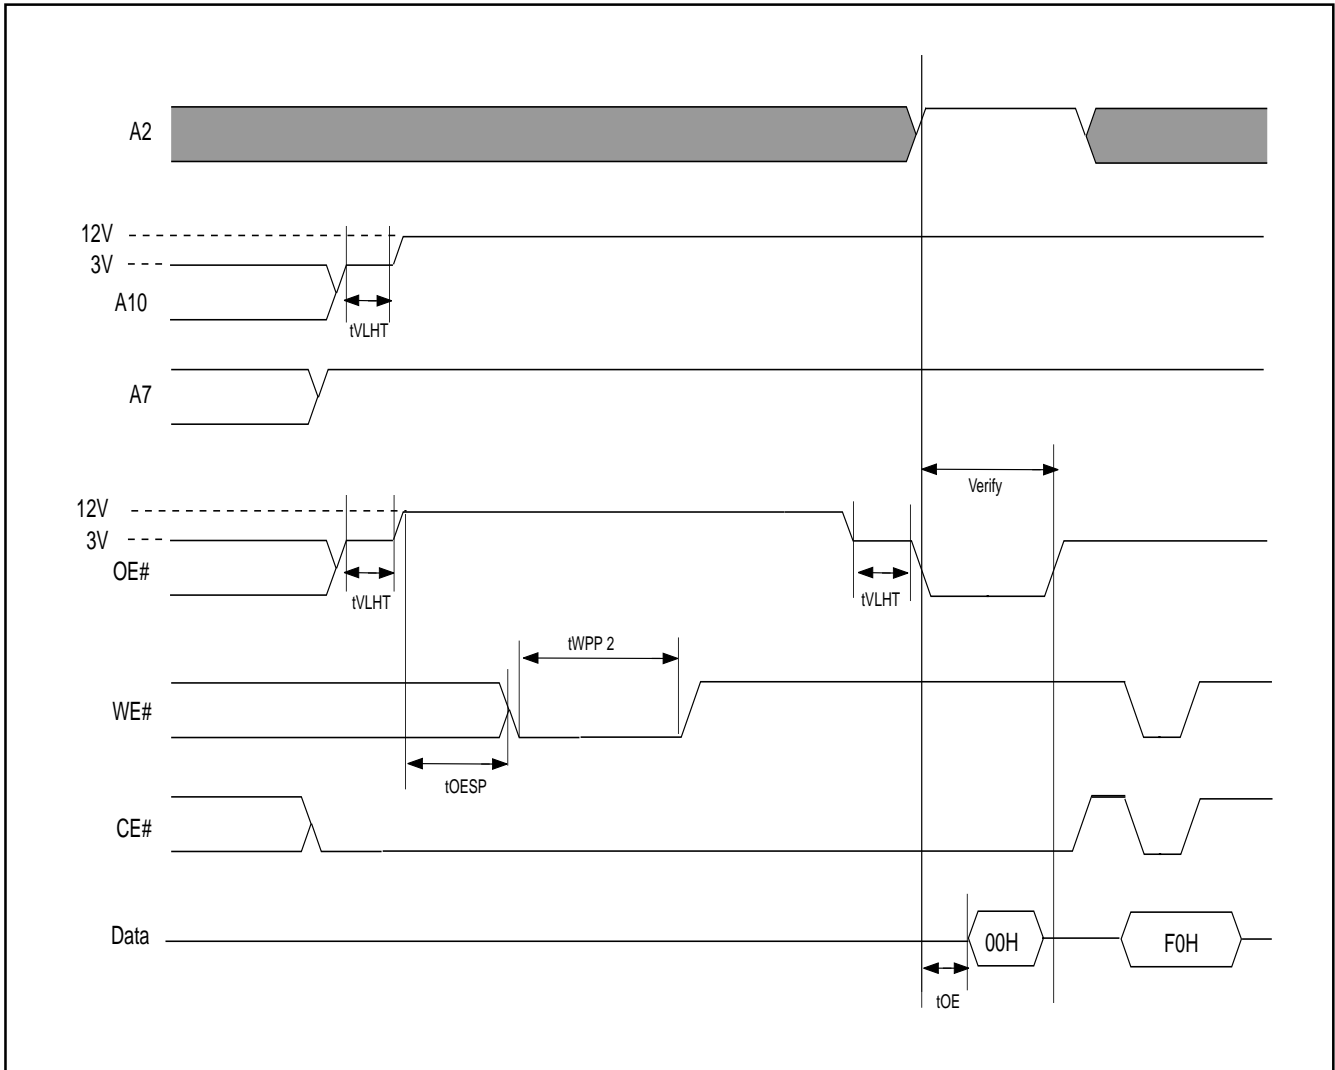 A2
12V
3V
A10
tVLHT
A7
Verify
12V
3V
OE#
tVLHT
tVLHT
tWPP 2
WE#
tOESP
CE#
Data
00H
F0H
tOE